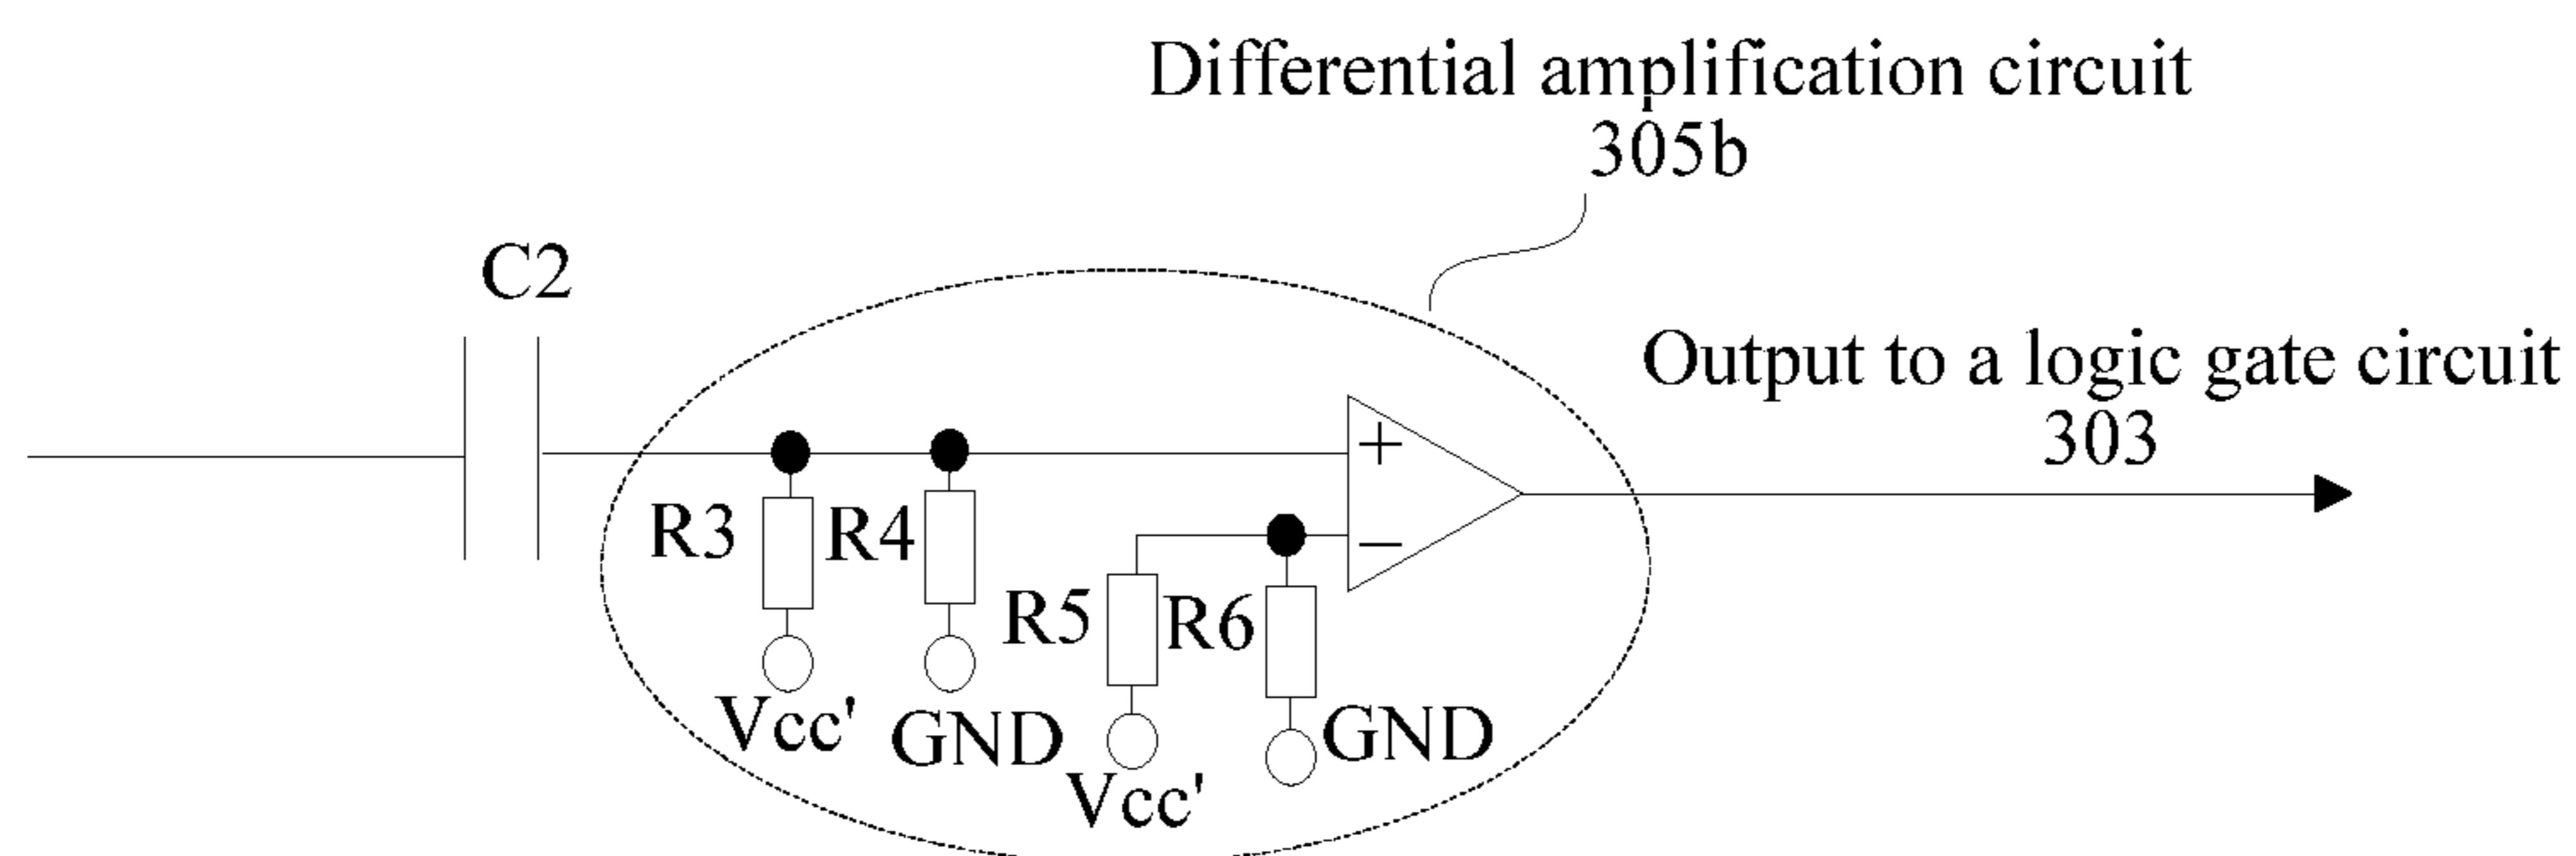 Differential amplification circuit
305b
C2
Output to a logic gate circuit
303
+
R3
R4
−
R5
R6
Vcc'
GND
GND
Vcc'